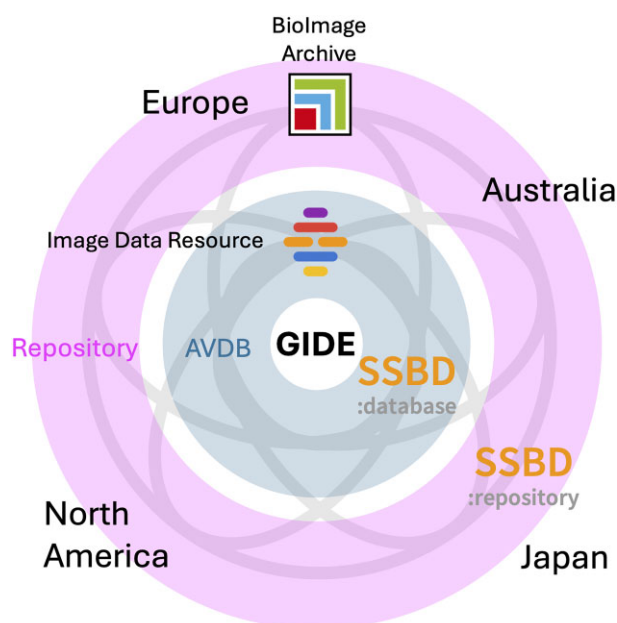 BioImage
Archive
Europe
Australia
Image Data Resource
Repository
AVDB
GIDE
SSBD
:database
SSBD
:repository
North
America
Japan